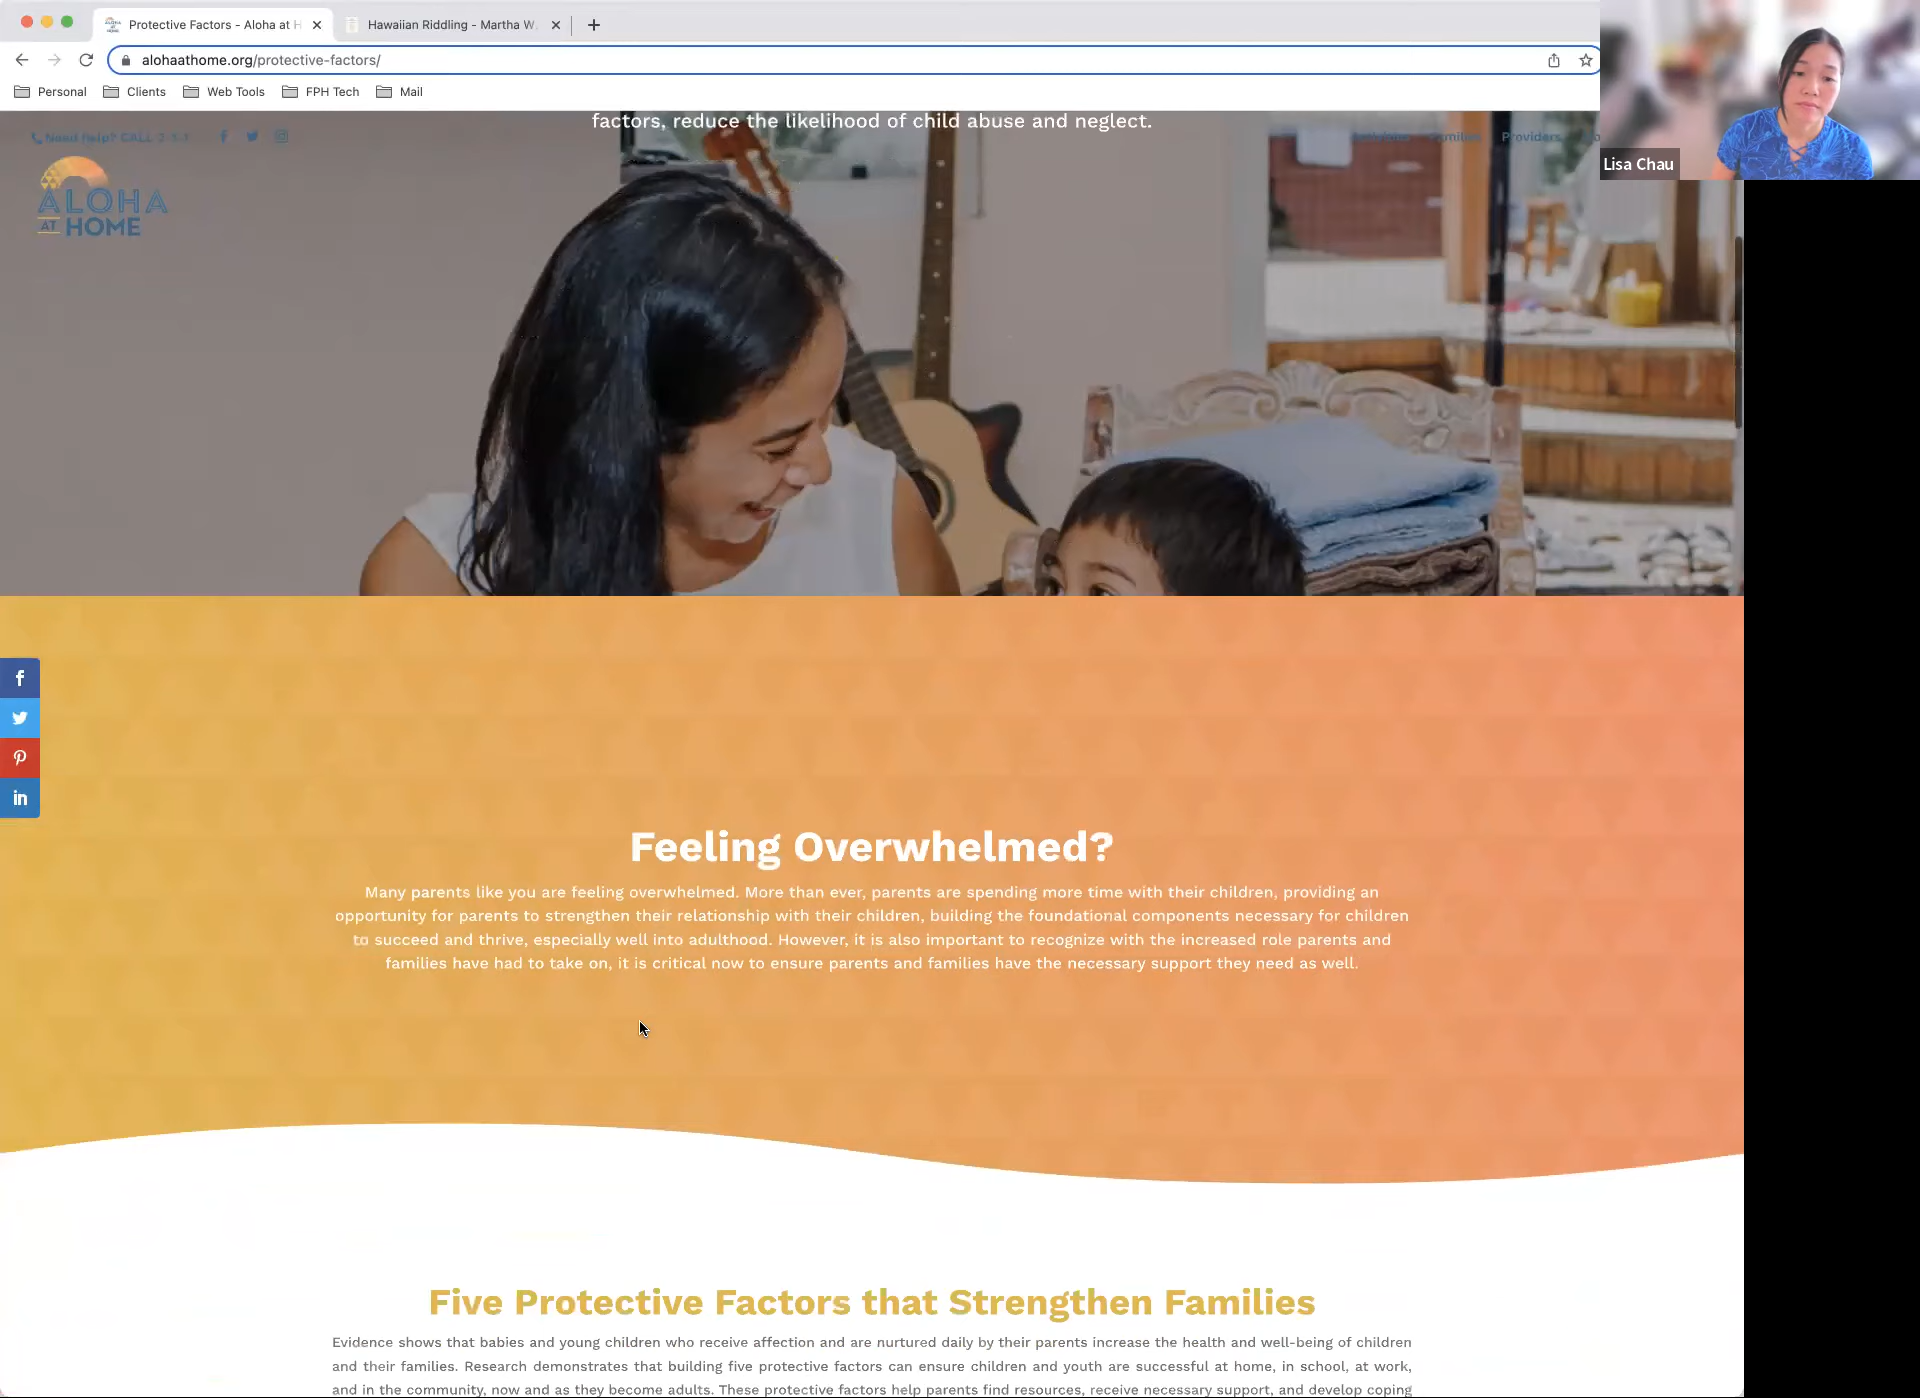 Protective Factors - Aloha at H
Hawaiian Riddling - Martha W
alohaathome.org/protective-factors/
Personal
Clients
Web Tools
FPH Tech
Mail
Lisa Chau
factors, reduce the likelihood of child abuse and neglect.
Need help? CALL 2-1-1
Families
Providers
ALOHA
AT HOME
Feeling Overwhelmed?
Many parents like you are feeling overwhelmed. More than ever, parents are spending more time with their children, providing an
opportunity for parents to strengthen their relationship with their children, building the foundational components necessary for children
to succeed and thrive, especially well into adulthood. However, it is also important to recognize with the increased role parents and
families have had to take on, it is critical now to ensure parents and families have the necessary support they need as well.
Five Protective Factors that Strengthen Families
Evidence shows that babies and young children who receive affection and are nurtured daily by their parents increase the health and well-being of children
and their families. Research demonstrates that building five protective factors can ensure children and youth are successful at home, in school, at work,
and in the community, now and as they become adults. These protective factors help parents find resources, receive necessary support, and develop coping